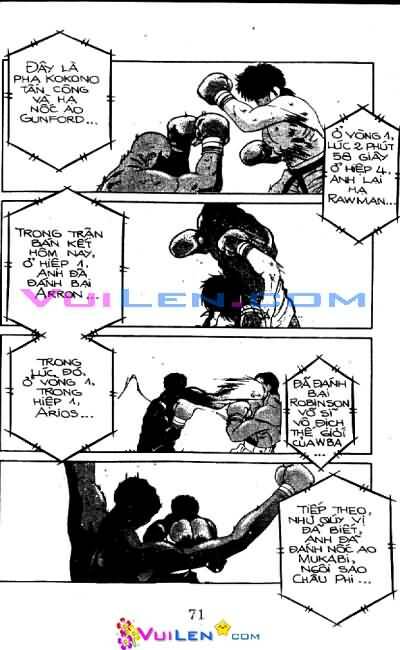 ĐÂY LÀ
PHA KOKONO
TẤN CÔNG
VÀ HẠ
NỐC AO
GUNFORD...
Ở VÒNG 1,
LÚC 2 PHÚT
58 GIÂY
Ở HIỆP 4,
ANH LẠI
HẠ
RAWMAN...
TRONG TRẬN
BÁN KẾT
HÔM NAY,
Ở HIỆP 1,
ANH ĐÃ
ĐÁNH BẠI
ARRON...
VUILEN.COM
TRONG
LÚC ĐÓ,
Ở VÒNG 1,
TRONG
HIỆP 1,
ARIOS...
ĐÃ ĐÁNH
BẠI
ROBINSON
VÕ SĨ
VÔ ĐỊCH
THẾ GIỚI
CỦA WBA
...
TIẾP THEO,
NHƯ QÚY VỊ
ĐÃ BIẾT,
ANH ĐÃ
ĐÁNH NỐC AO
MUKABI,
NGÔI SAO
CHÂU PHI...
71
VUILEN.COM